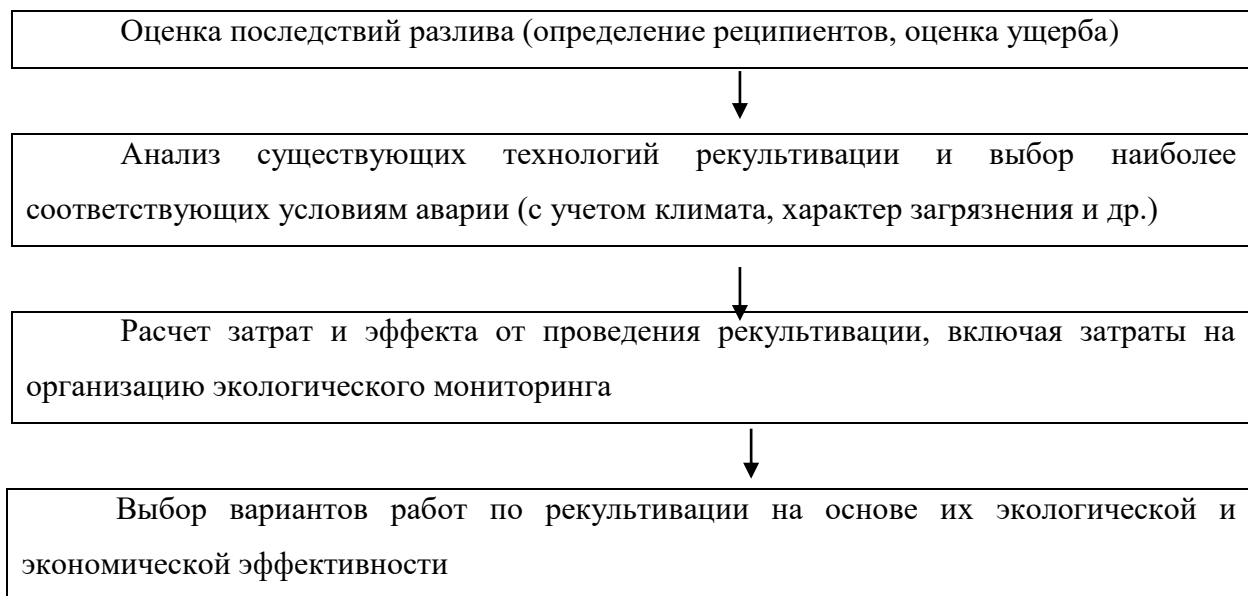 Оценка последствий разлива (определение реципиентов, оценка ущерба)
Анализ существующих технологий рекультивации и выбор наиболее
соответствующих условиям аварии (с учетом климата, характер загрязнения и др.)
Расчет затрат и эффекта от проведения рекультивации, включая затраты на
организацию экологического мониторинга
Выбор вариантов работ по рекультивации на основе их экологической и
экономической эффективности